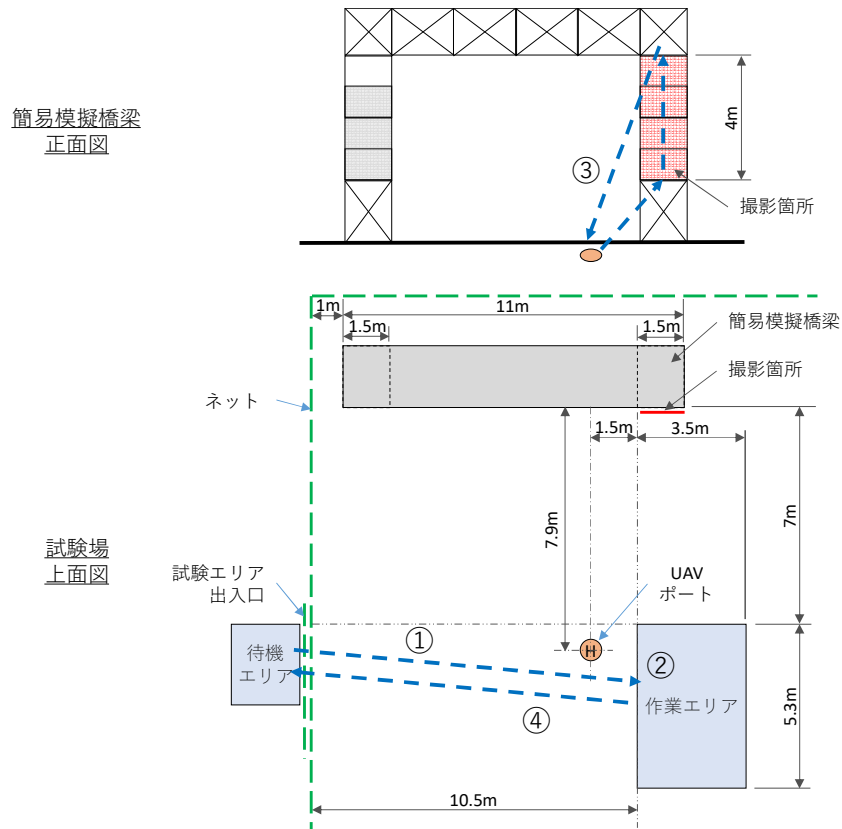 簡易模擬橋梁
正面図
4m
③
撮影箇所
1m
11m
1.5m
1.5m
簡易模擬橋梁
撮影箇所
ネット
1.5m
3.5m
7.9m
7m
試験場
上面図
試験エリア
出入口
UAV
ポート
H
①
②
待機
エリア
作業エリア
④
5.3m
10.5m